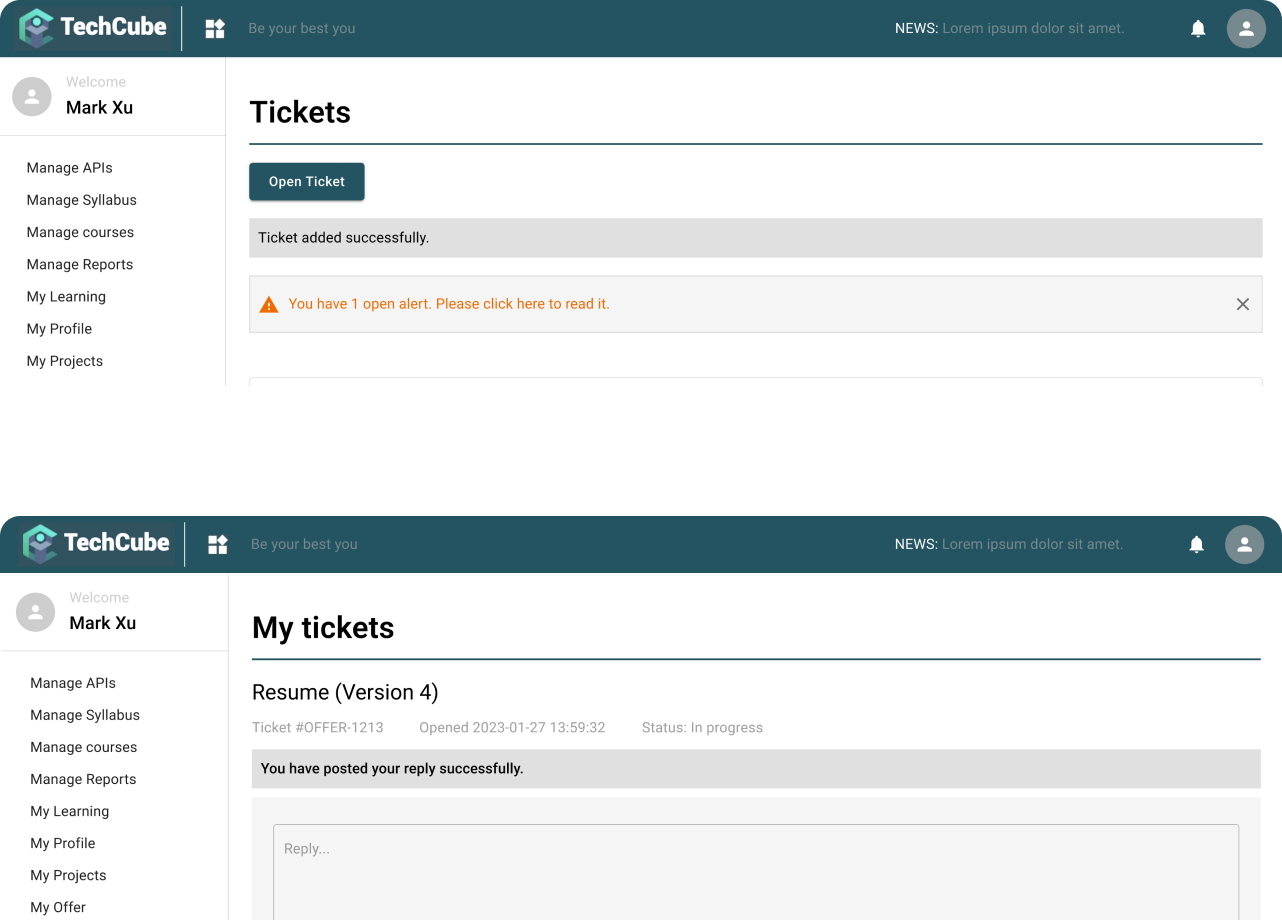 TechCube
Be your best you
NEWS: Lorem ipsum dolor sit amet.
Welcome
Mark Xu
Manage APIs
Manage Syllabus
Manage courses
Manage Reports
My Learning
My Profile
My Projects
Tickets
Open Ticket
Ticket added successfully.
You have 1 open alert. Please click here to read it.
TechCube
Be your best you
NEWS: Lorem ipsum dolor sit amet.
Welcome
Mark Xu
Manage APIs
Manage Syllabus
Manage courses
Manage Reports
My Learning
My Profile
My Projects
My Offer
My tickets
Resume (Version 4)
Ticket #OFFER-1213 Opened 2023-01-27 13:59:32 Status: In progress
You have posted your reply successfully.
Reply...